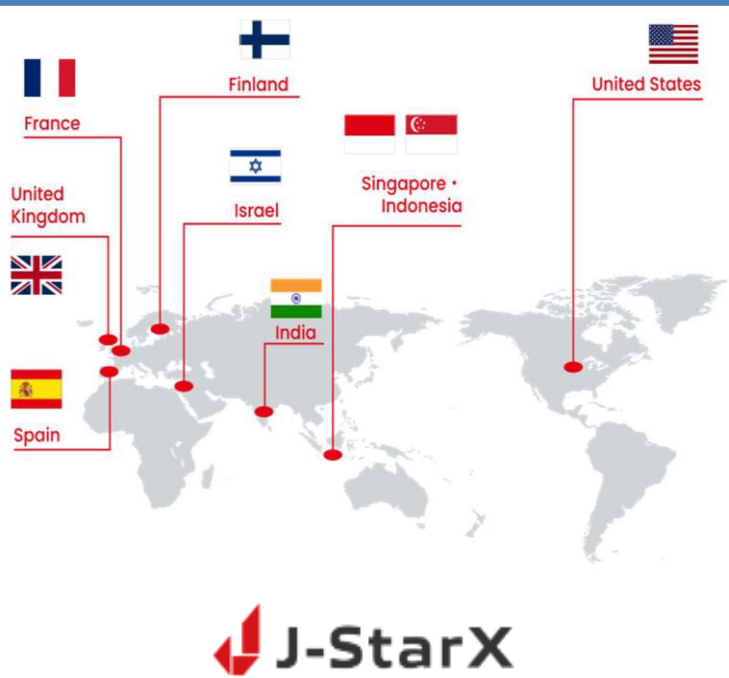 Finland
United States
France
Singapore・
Indonesia
United
Kingdom
Israel
India
Spain
J-StarX